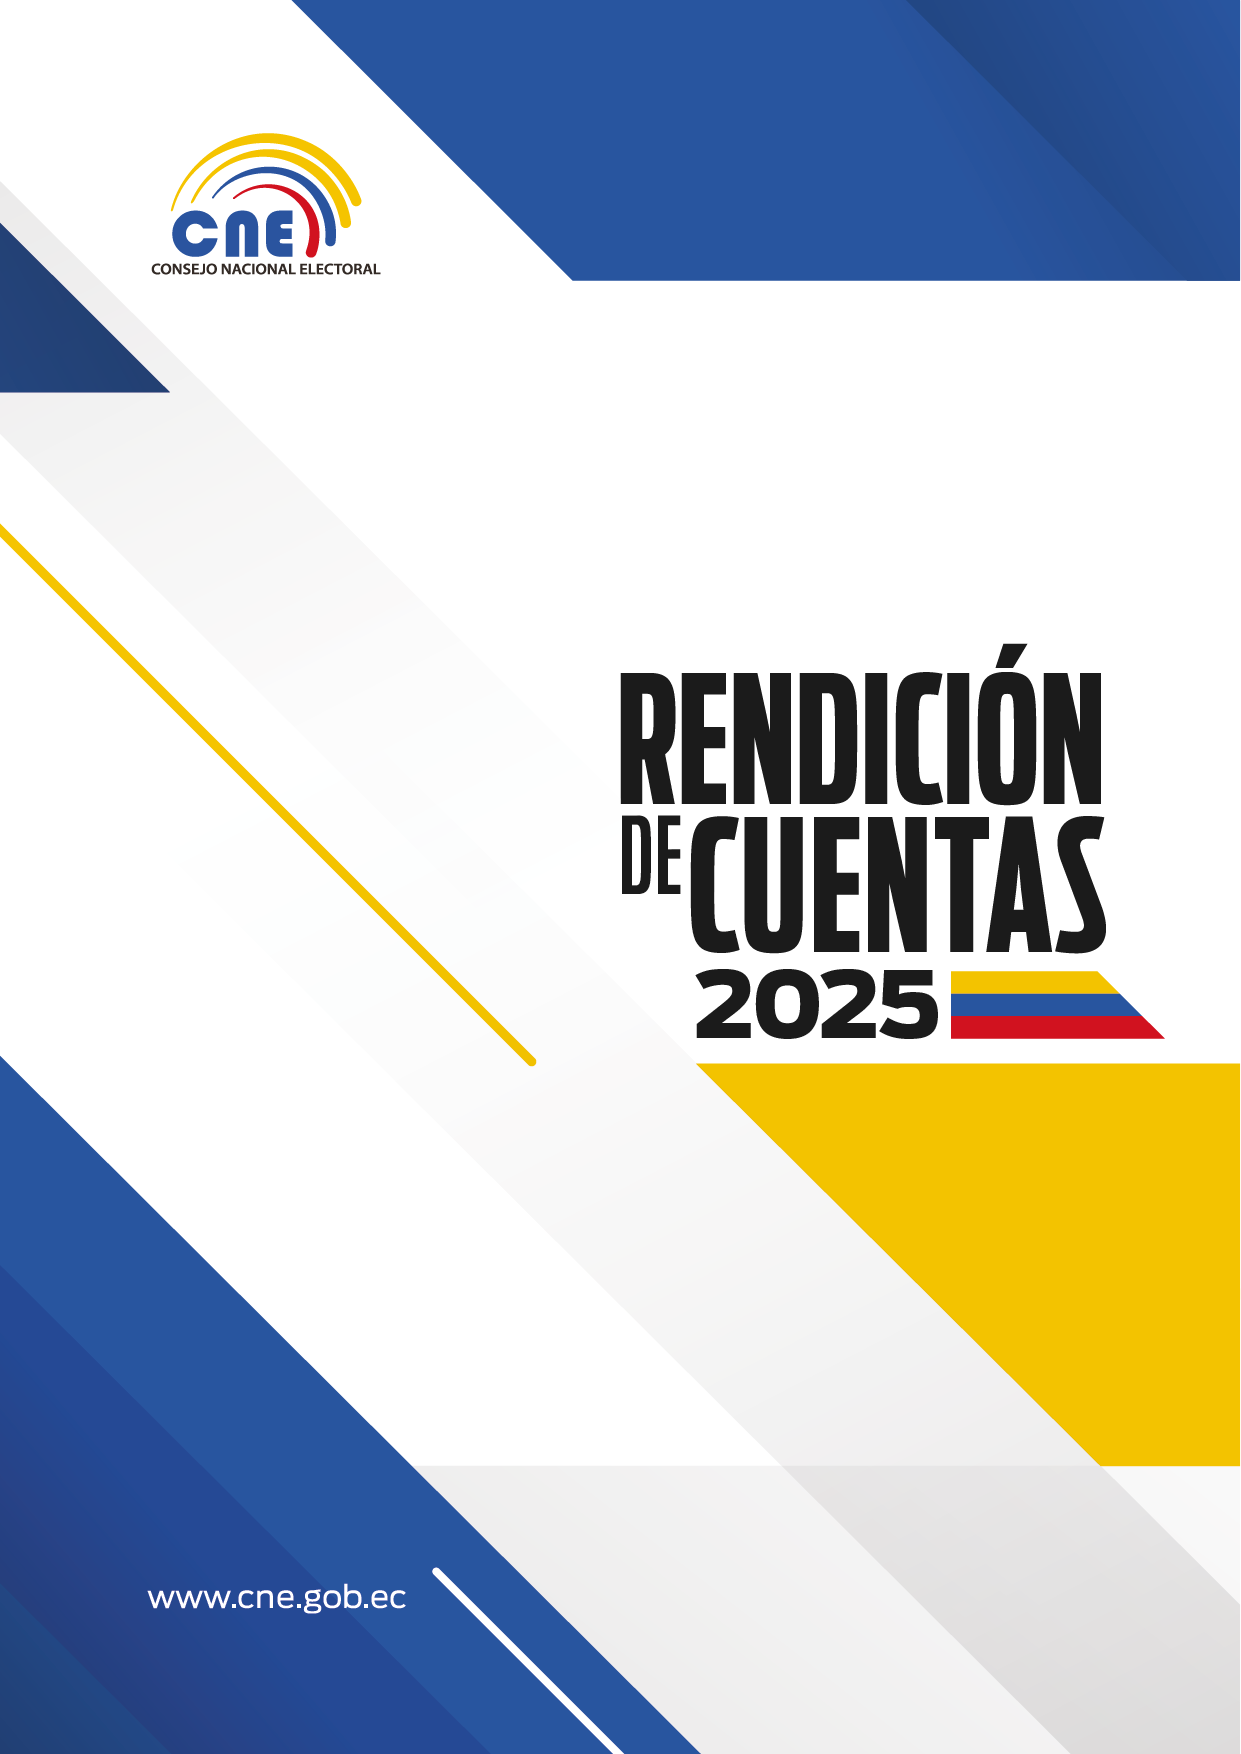 CNE
CONSEJO NACIONAL ELECTORAL
RENDICIÓN
DE CUENTAS
2025
www.cne.gob.ec